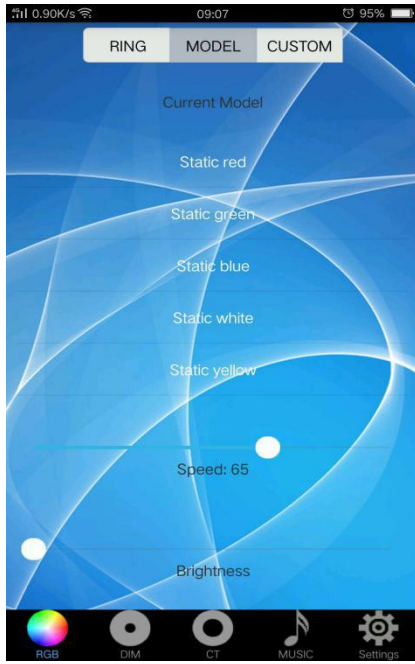 4G 0.90K/s 09:07 95%
RING MODEL CUSTOM
Current Model
Static red
Static green
Static blue
Static white
Static yellow
Speed: 65
Brightness
RGB DIM CT MUSIC Settings